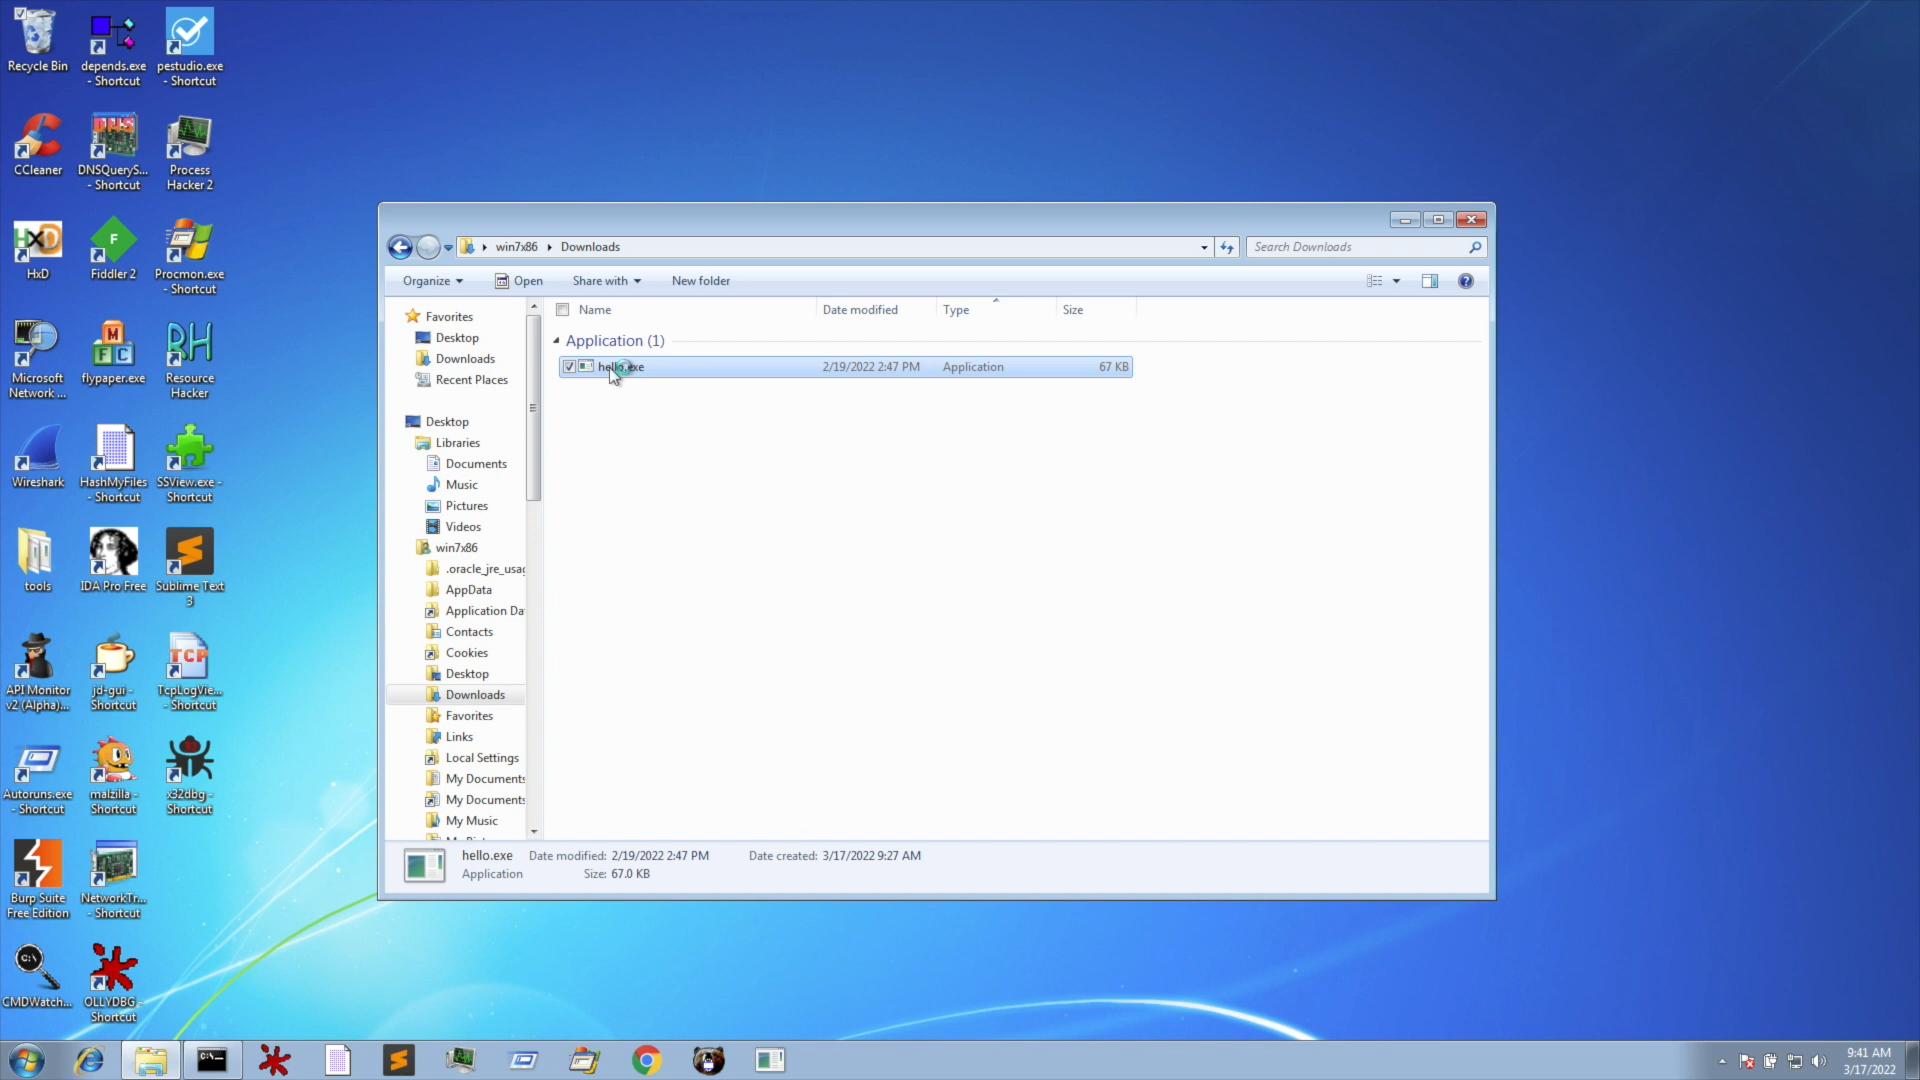 Recycle Bin
depends.exe
- Shortcut
pestudio.exe
- Shortcut
CCleaner
DNSQueryS...
- Shortcut
Process
Hacker 2
HxD
Fiddler 2
Procmon.exe
- Shortcut
Microsoft
Network ...
flypaper.exe
Resource
Hacker
Wireshark
HashMyFiles
- Shortcut
SSView.exe -
Shortcut
tools
IDA Pro Free
Sublime Text
3
API Monitor
v2 (Alpha)...
jd-gui -
Shortcut
TcpLogVie...
- Shortcut
Autoruns.exe
- Shortcut
malzilla -
Shortcut
x32dbg -
Shortcut
Burp Suite
Free Edition
NetworkTr...
- Shortcut
CMDWatch...
OLLYDBG -
Shortcut
win7x86 Downloads
Search Downloads
Organize Open Share with New folder
Favorites
Desktop
Downloads
Recent Places
Desktop
Libraries
Documents
Music
Pictures
Videos
win7x86
.oracle_jre_usag
AppData
Application Da
Contacts
Cookies
Desktop
Downloads
Favorites
Links
Local Settings
My Documents
My Documents
My Music
Name Date modified Type Size
Application (1)
hello.exe 2/19/2022 2:47 PM Application 67 KB
hello.exe Date modified: 2/19/2022 2:47 PM Date created: 3/17/2022 9:27 AM
Application Size: 67.0 KB
9:41 AM
3/17/2022